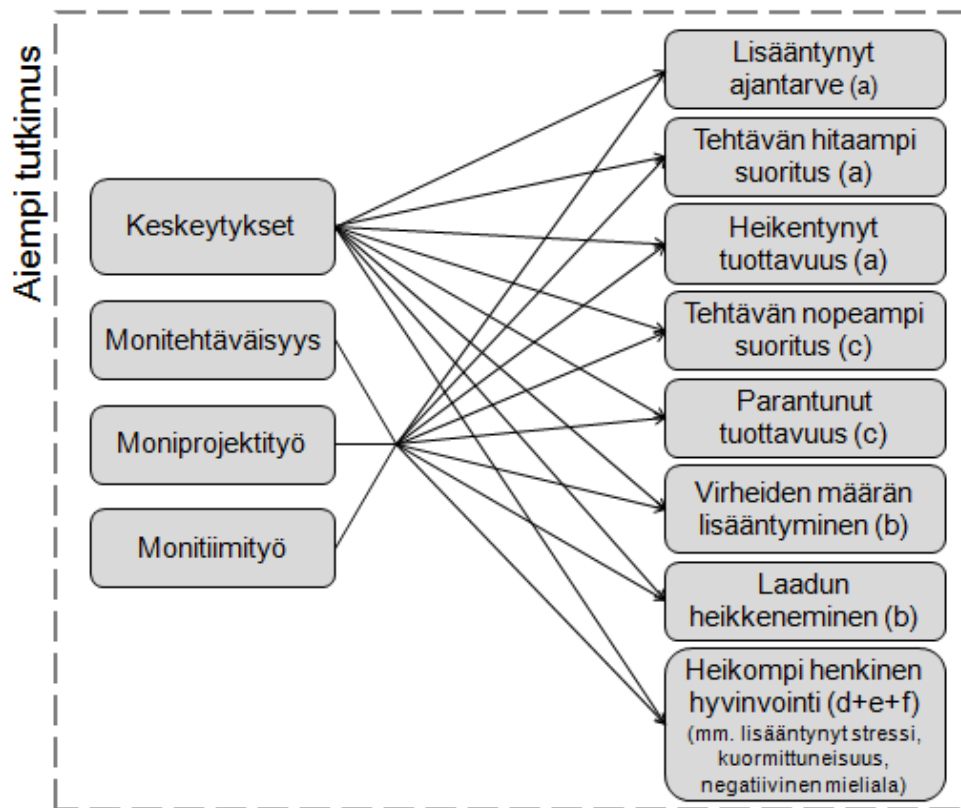 Aiempi tutkimus
Keskeytykset
Monitehtäväisyys
Moniprojektityö
Monitiimityö
Lisääntynyt
ajantarve (a)
Tehtävän hitaampi
suoritus (a)
Heikentynyt
tuottavuus (a)
Tehtävän nopeampi
suoritus (c)
Parantunut
tuottavuus (c)
Virheiden määrän
lisääntyminen (b)
Laadun
heikkeneminen (b)
Heikompi henkinen
hyvinvointi (d+e+f)
(mm. lisääntynyt stressi,
kuormittuneisuus,
negatiivinen mieliala)